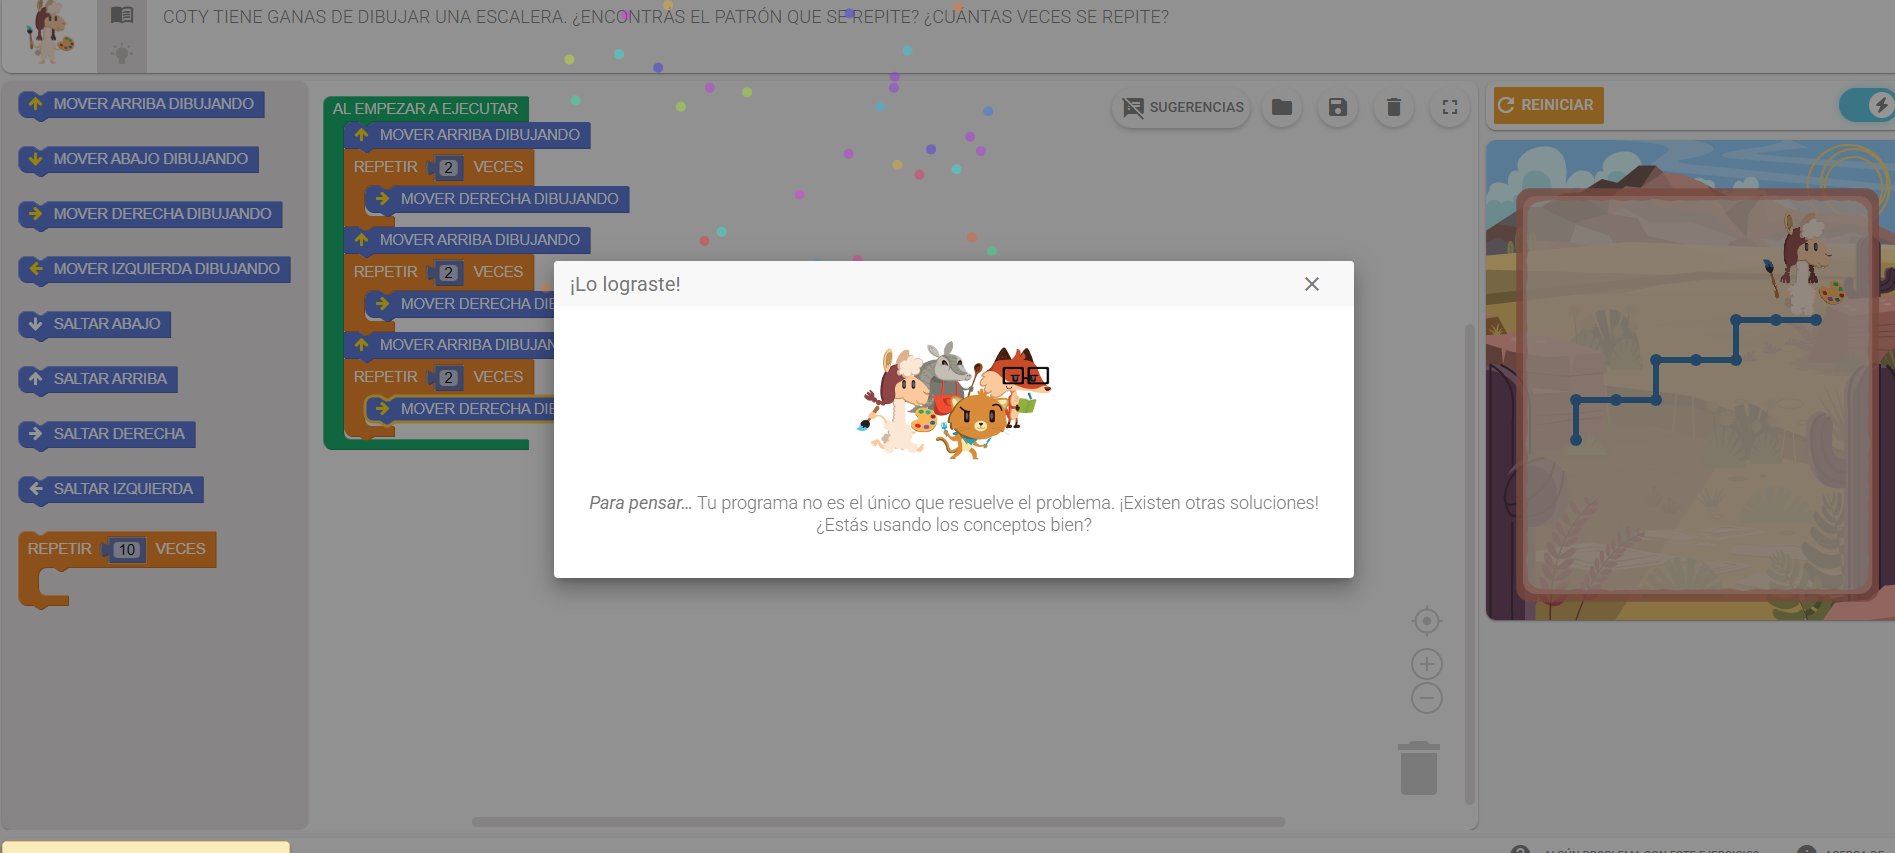 COTY TIENE GANAS DE DIBUJAR UNA ESCALERA. ¿ENCONTRÁS EL PATRÓN QUE SE REPITE? ¿CUÁNTAS VECES SE REPITE?
MOVER ARRIBA DIBUJANDO
MOVER ABAJO DIBUJANDO
MOVER DERECHA DIBUJANDO
MOVER IZQUIERDA DIBUJANDO
SALTAR ABAJO
SALTAR ARRIBA
SALTAR DERECHA
SALTAR IZQUIERDA
REPETIR 10 VECES
AL EMPEZAR A EJECUTAR
MOVER ARRIBA DIBUJANDO
REPETIR 2 VECES
MOVER DERECHA DIBUJANDO
MOVER ARRIBA DIBUJANDO
REPETIR 2 VECES
MOVER DERECHA DIB
MOVER ARRIBA DIBUJAN
REPETIR 2 VECES
MOVER DERECHA DIB
SUGERENCIAS
REINICIAR
¡Lo lograste!
Para pensar... Tu programa no es el único que resuelve el problema. ¡Existen otras soluciones!
¿Estás usando los conceptos bien?